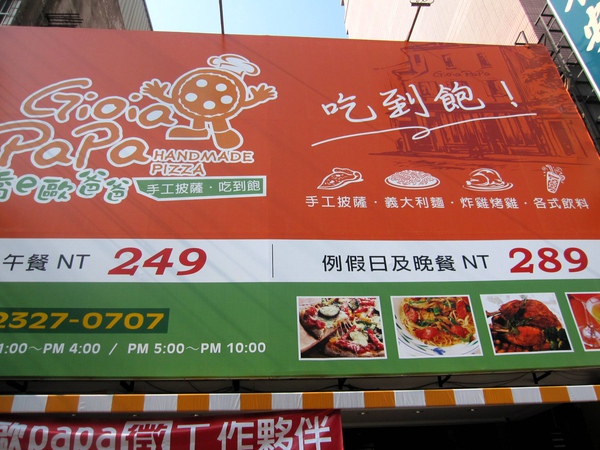 Gioia
PaPa
HANDMADE
PIZZA
e歐爸爸
手工披薩·吃到飽
吃到飽！
Gioia PaPa
手工披薩·義大利麵·炸雞烤雞·各式飲料
午餐 NT 249
例假日及晚餐 NT 289
2327-0707
1:00～PM 4:00 / PM 5:00～PM 10:00
歐papa徵工作夥伴